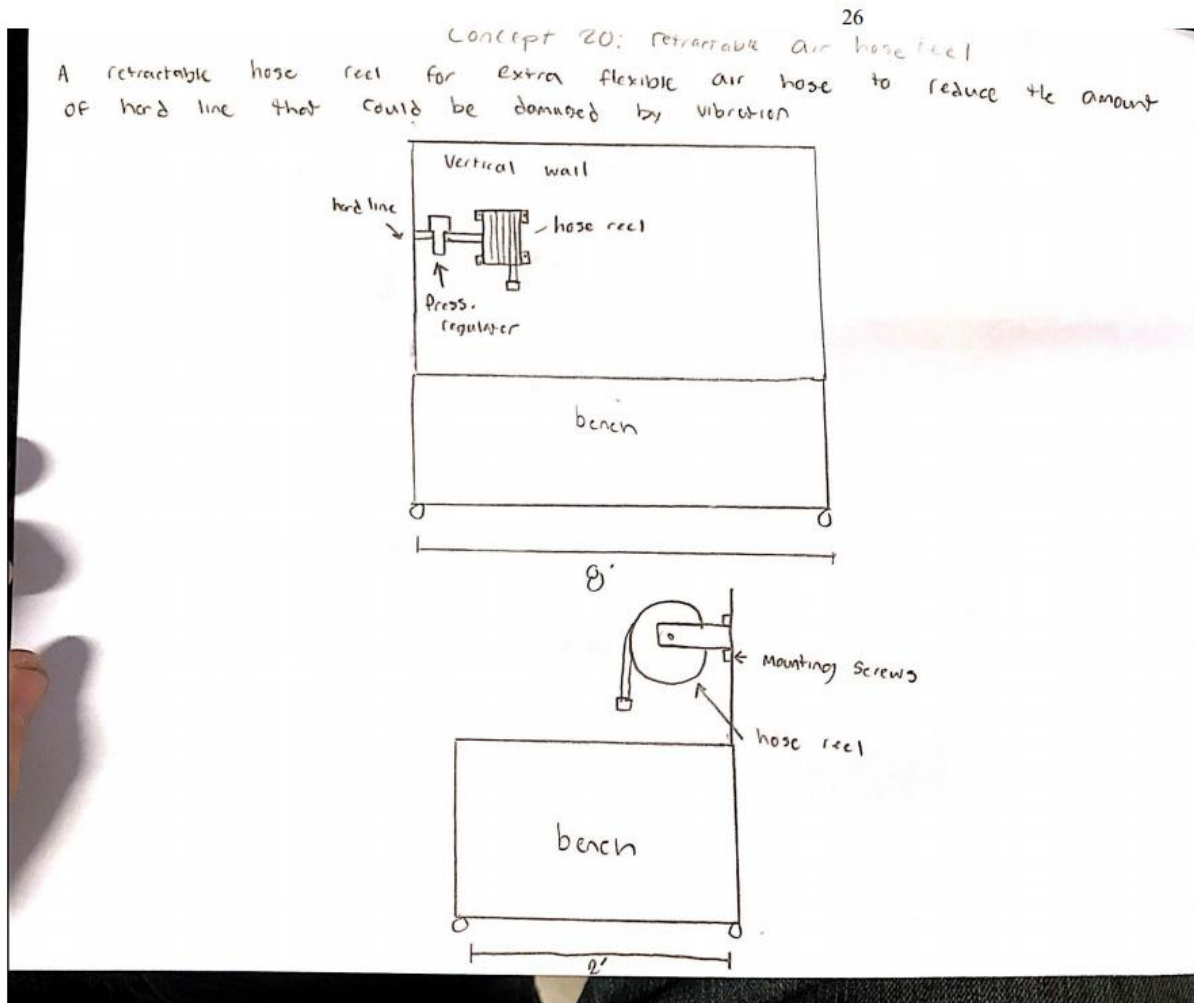 26
Concept 20: retractable air hose reel
A retractable hose reel for extra flexible air hose to reduce the amount
of hard line that could be damaged by vibration
Vertical wall
hard line
hose reel
Press.
regulator
bench
8'
Mounting Screws
hose reel
bench
2'